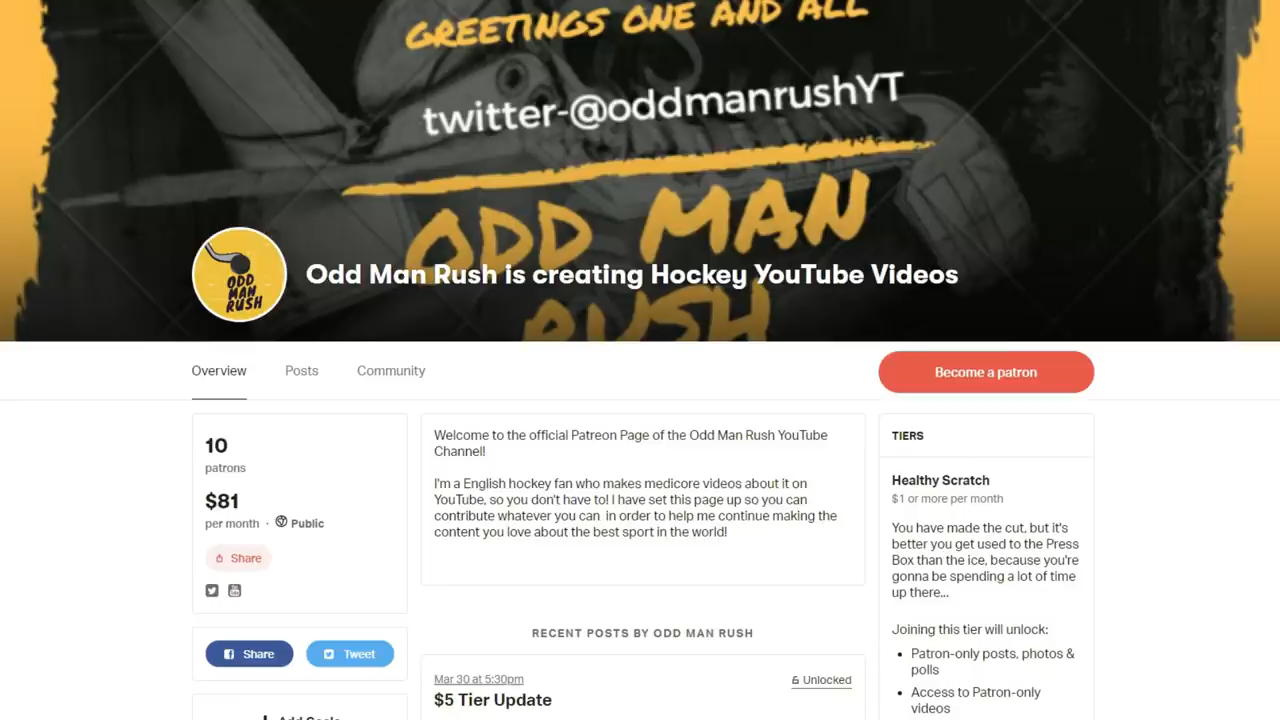 GREETINGS ONE AND ALL
twitter-@oddmanrushYT
ODD MAN
RUSH
ODD
MAN
RUSH
Odd Man Rush is creating Hockey YouTube Videos
Overview
Posts
Community
Become a patron
10
patrons
$81
per month · Public
Share
Share
Tweet
Add Goals
Welcome to the official Patreon Page of the Odd Man Rush YouTube
Channel!
I'm a English hockey fan who makes medicore videos about it on
YouTube, so you don't have to! I have set this page up so you can
contribute whatever you can in order to help me continue making the
content you love about the best sport in the world!
RECENT POSTS BY ODD MAN RUSH
Mar 30 at 5:30pm
Unlocked
$5 Tier Update
TIERS
Healthy Scratch
$1 or more per month
You have made the cut, but it's
better you get used to the Press
Box than the ice, because you're
gonna be spending a lot of time
up there...
Joining this tier will unlock:
• Patron-only posts, photos &
polls
• Access to Patron-only
videos